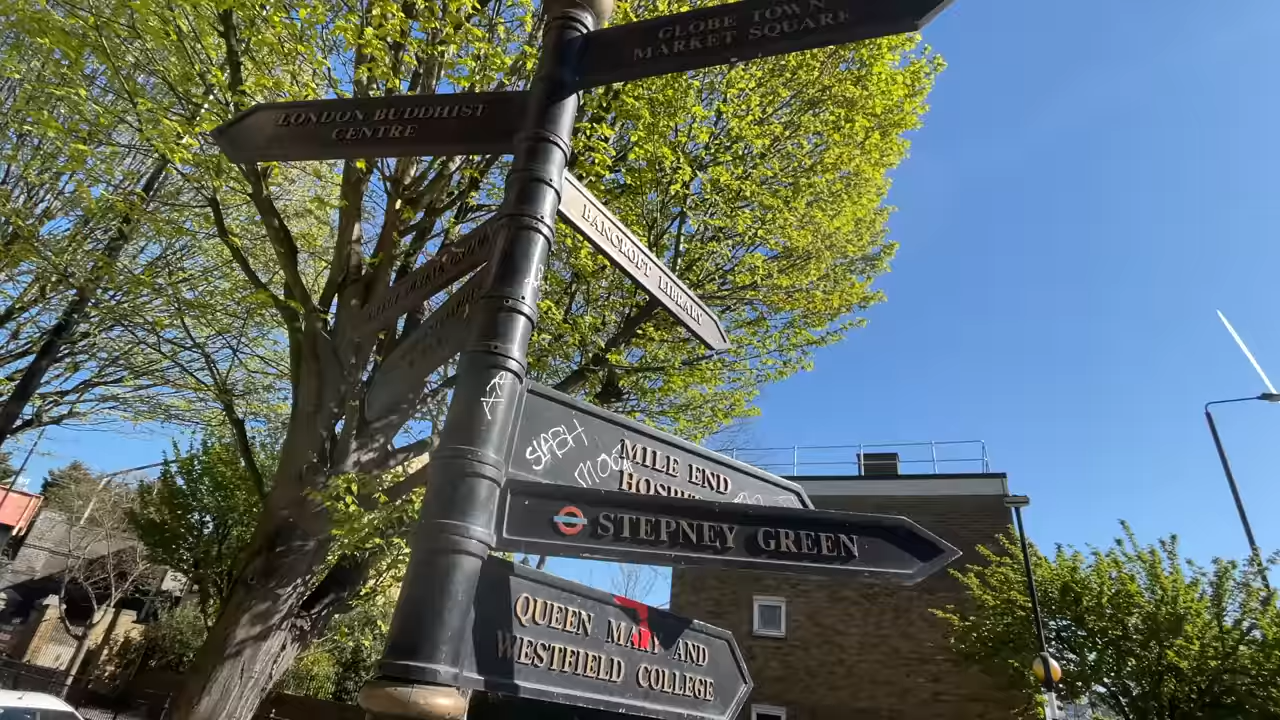 GLOBE TOWN
MARKET SQUARE
LONDON BUDDHIST
CENTRE
BANCROFT LIBRARY
MILE END
STEPNEY GREEN
QUEEN MARY AND
WESTFIELD COLLEGE